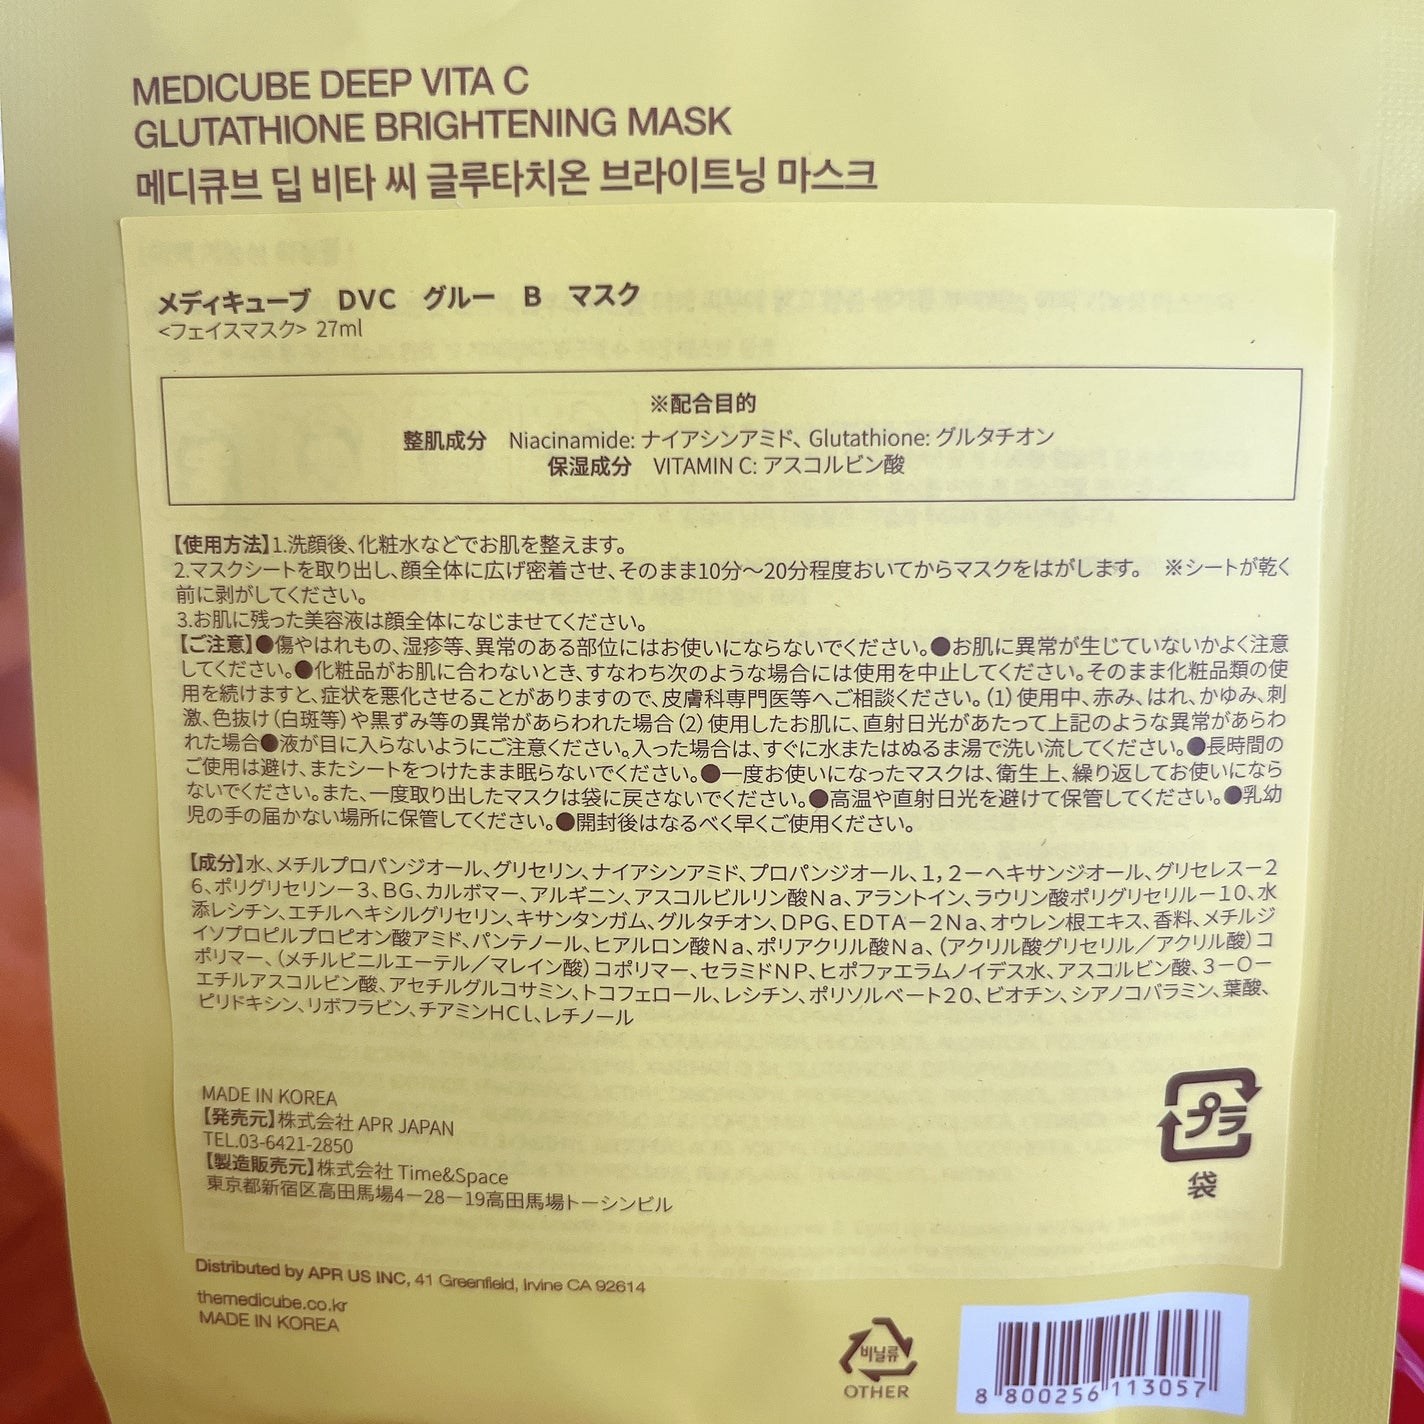 MEDICUBE DEEP VITA C
GLUTATHIONE BRIGHTENING MASK
메디큐브 딥 비타 씨 글루타치온 브라이트닝 마스크
メディキューブ DVC グルー B マスク
<フェイスマスク> 27ml
※配合目的
整肌成分 Niacinamide: ナイアシンアミド、Glutathione: グルタチオン
保湿成分 VITAMIN C: アスコルビン酸
【使用方法】1.洗顔後、化粧水などでお肌を整えます。
2.マスクシートを取り出し、顔全体に広げ密着させ、そのまま10分～20分程度おいてからマスクをはがします。 ※シートが乾く
前に剥がしてください。
3.お肌に残った美容液は顔全体になじませてください。
【ご注意】●傷やはれもの、湿疹等、異常のある部位にはお使いにならないでください。●お肌に異常が生じていないかよく注意
してください。●化粧品がお肌に合わないとき、すなわち次のような場合には使用を中止してください。そのまま化粧品類の使
用を続けますと、症状を悪化させることがありますので、皮膚科専門医等へご相談ください。(1)使用中、赤み、はれ、かゆみ、刺
激、色抜け(白斑等)や黒ずみ等の異常があらわれた場合(2)使用したお肌に、直射日光があたって上記のような異常があらわ
れた場合●液が目に入らないようにご注意ください。入った場合は、すぐに水またはぬるま湯で洗い流してください。●長時間の
ご使用は避け、またシートをつけたまま眠らないでください。●一度お使いになったマスクは、衛生上、繰り返してお使いになら
ないでください。また、一度取り出したマスクは袋に戻さないでください。●高温や直射日光を避けて保管してください。●乳幼
児の手の届かない場所に保管してください。●開封後はなるべく早くご使用ください。
【成分】水、メチルプロパンジオール、グリセリン、ナイアシンアミド、プロパンジオール、1,2-ヘキサンジオール、グリセレス-2
6、ポリグリセリン-3、BG、カルボマー、アルギニン、アスコルビルリン酸Na、アラントイン、ラウリン酸ポリグリセリル-10、水
添レシチン、エチルヘキシルグリセリン、キサンタンガム、グルタチオン、DPG、EDTA-2Na、オウレン根エキス、香料、メチルジ
イソプロピルプロピオン酸アミド、パンテノール、ヒアルロン酸Na、ポリアクリル酸Na、(アクリル酸グリセリル/アクリル酸)コ
ポリマー、(メチルビニルエーテル/マレイン酸)コポリマー、セラミドNP、ヒポファエラムノイデス水、アスコルビン酸、3-O-
エチルアスコルビン酸、アセチルグルコサミン、トコフェロール、レシチン、ポリソルベート20、ビオチン、シアノコバラミン、葉酸、
ピリドキシン、リボフラビン、チアミンHCl、レチノール
MADE IN KOREA
【発売元】株式会社 APR JAPAN
TEL.03-6421-2850
【製造販売元】株式会社 Time&Space
東京都新宿区高田馬場4-28-19高田馬場トーシンビル
プラ
袋
Distributed by APR US INC, 41 Greenfield, Irvine CA 92614
themedicube.co.kr
MADE IN KOREA
비닐류
OTHER
8 800256 113057